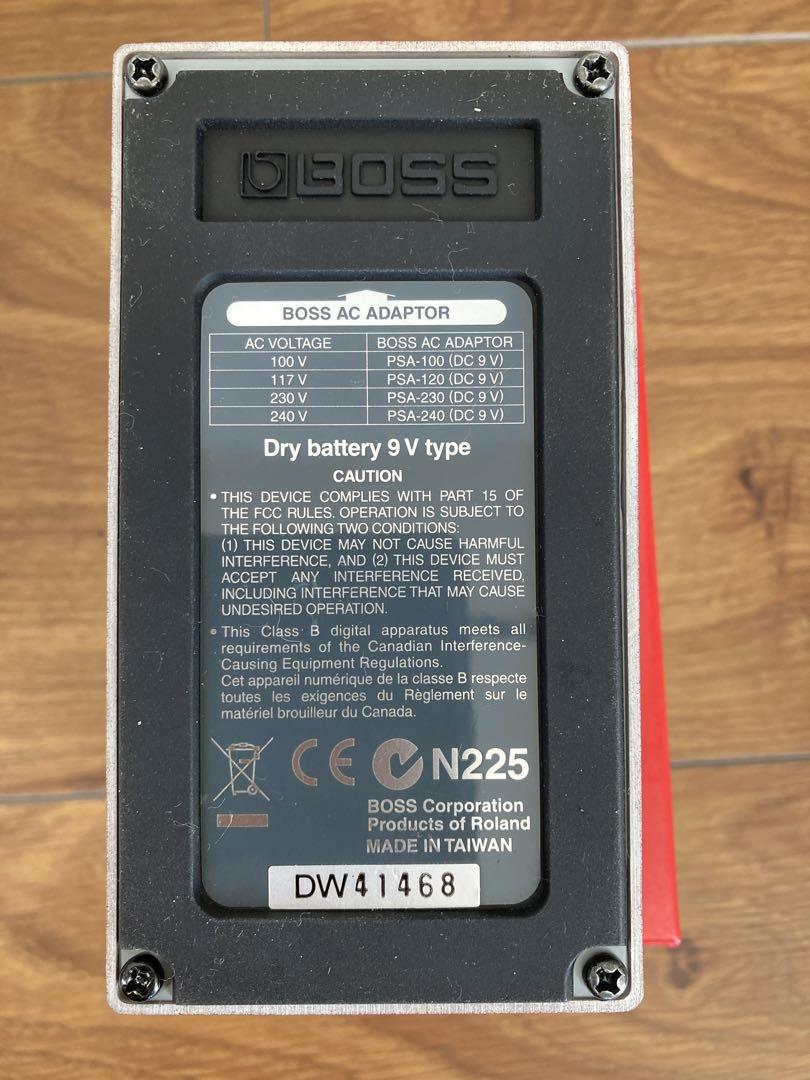 BOSS
BOSS AC ADAPTOR
AC VOLTAGE BOSS AC ADAPTOR
100 V PSA-100 (DC 9 V)
117 V PSA-120 (DC 9 V)
230 V PSA-230 (DC 9 V)
240 V PSA-240 (DC 9 V)
Dry battery 9 V type
CAUTION
• THIS DEVICE COMPLIES WITH PART 15 OF
THE FCC RULES. OPERATION IS SUBJECT TO
THE FOLLOWING TWO CONDITIONS:
(1) THIS DEVICE MAY NOT CAUSE HARMFUL
INTERFERENCE, AND (2) THIS DEVICE MUST
ACCEPT ANY INTERFERENCE RECEIVED,
INCLUDING INTERFERENCE THAT MAY CAUSE
UNDESIRED OPERATION.
• This Class B digital apparatus meets all
requirements of the Canadian Interference-
Causing Equipment Regulations.
Cet appareil numérique de la classe B respecte
toutes les exigences du Règlement sur le
matériel brouilleur du Canada.
CE N225
BOSS Corporation
Products of Roland
MADE IN TAIWAN
DW41468